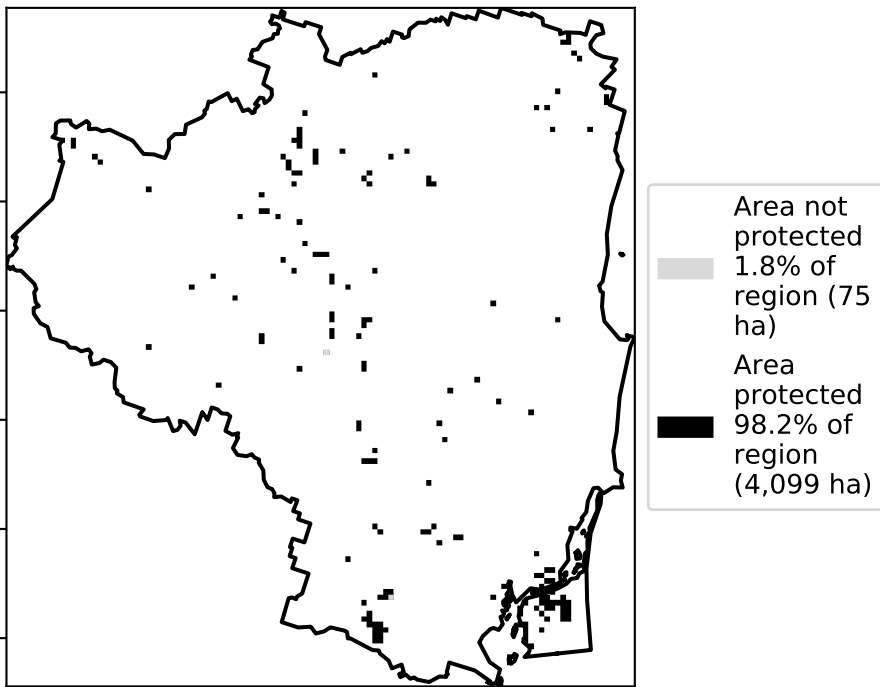 Area not
protected
1.8% of
region (75
ha)
Area
protected
98.2% of
region
(4,099 ha)